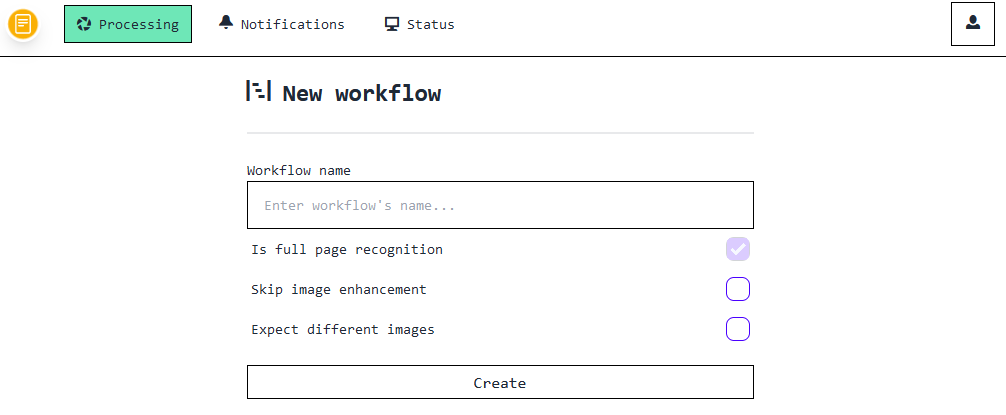 Processing Notifications Status
New workflow
Workflow name
Enter workflow's name...
Is full page recognition
Skip image enhancement
Expect different images
Create